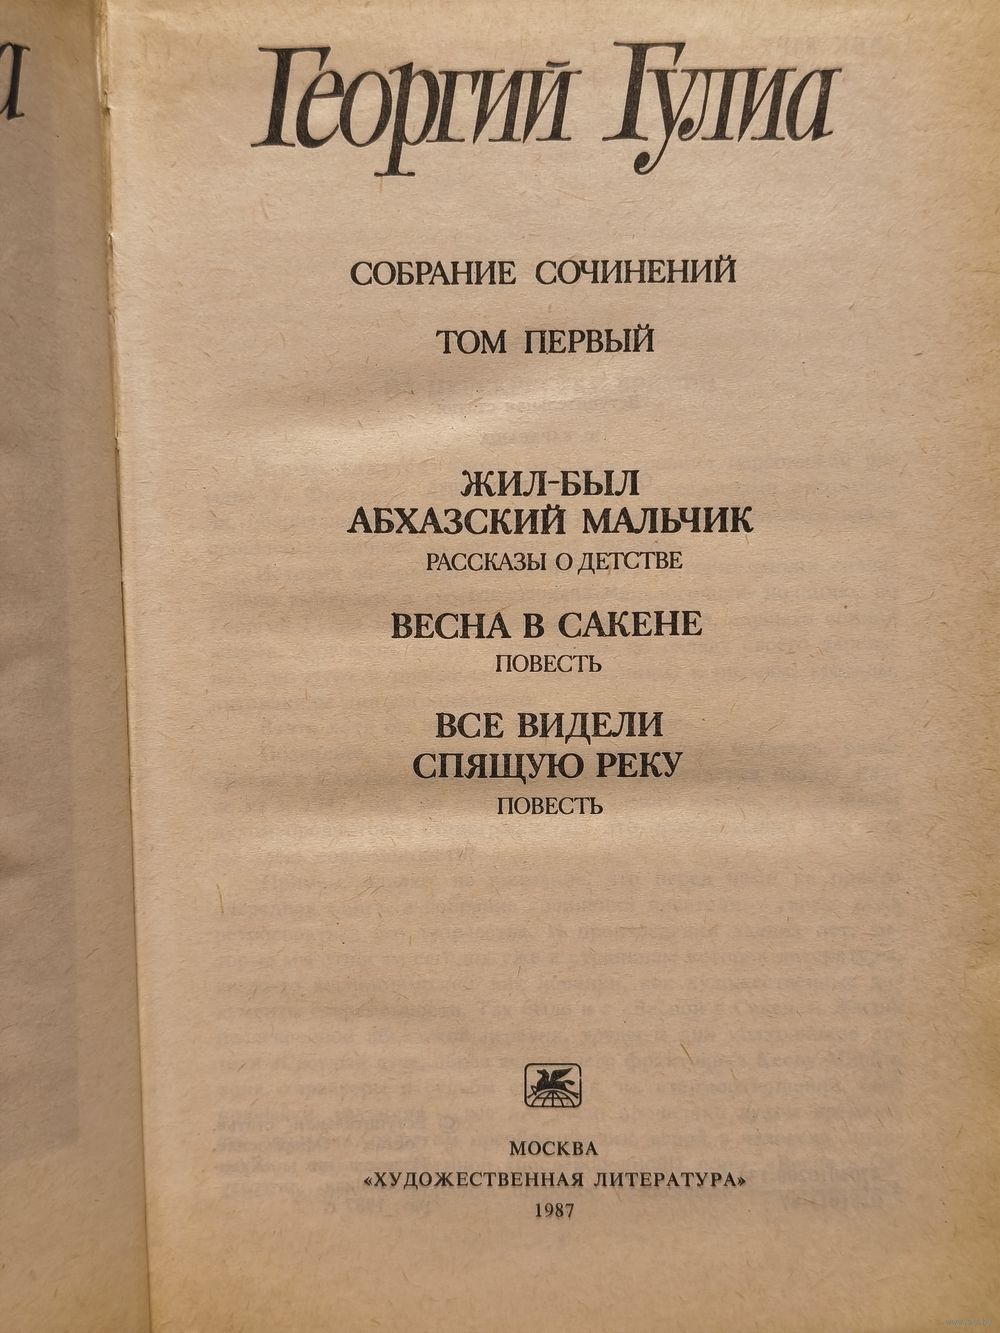 Георгий Гулиа
СОБРАНИЕ СОЧИНЕНИЙ
ТОМ ПЕРВЫЙ
ЖИЛ-БЫЛ
АБХАЗСКИЙ МАЛЬЧИК
РАССКАЗЫ О ДЕТСТВЕ
ВЕСНА В САКЕНЕ
ПОВЕСТЬ
ВСЕ ВИДЕЛИ
СПЯЩУЮ РЕКУ
ПОВЕСТЬ
МОСКВА
«ХУДОЖЕСТВЕННАЯ ЛИТЕРАТУРА»
1987